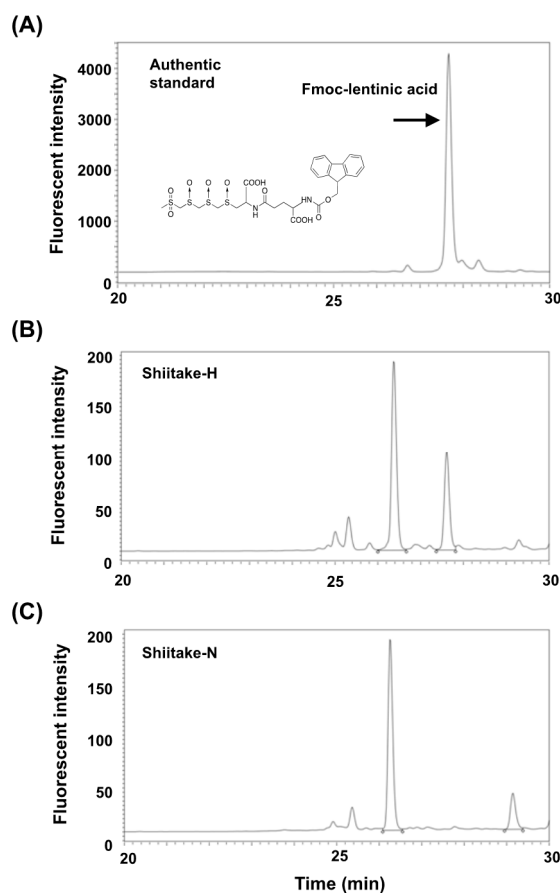 (A)
Authentic
standard
Fmoc-lentinic acid
Fluorescent intensity
4000
3000
2000
1000
0
O O O COOH O
S S S S
O O N H NH O O
COOH
20 25 30
(B)
Shiitake-H
Fluorescent intensity
200
150
100
50
0
20 25 30
(C)
Shiitake-N
Fluorescent intensity
200
150
100
50
0
20 25 30
Time (min)